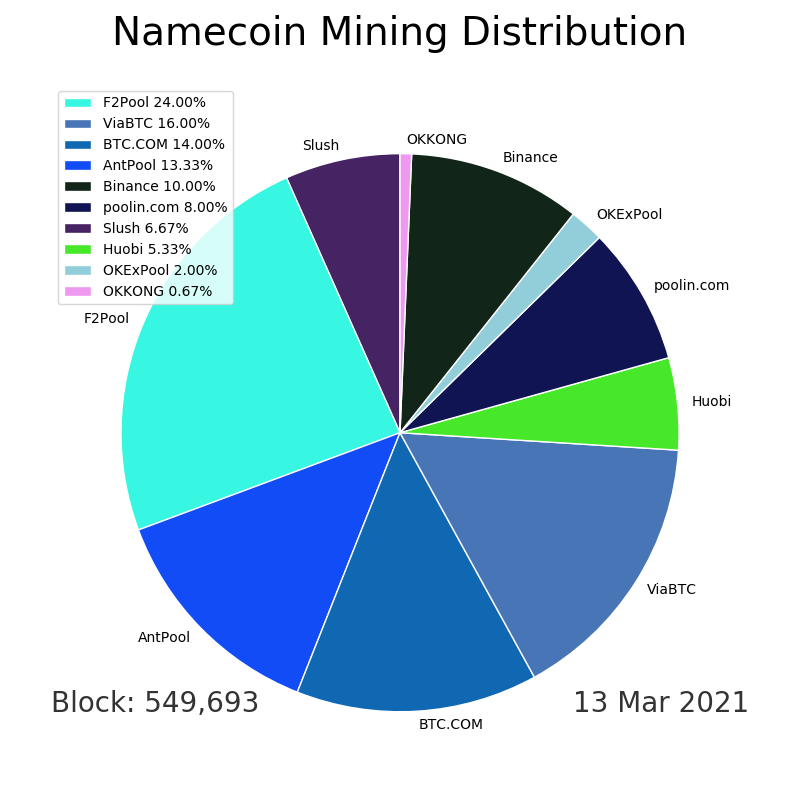 Namecoin Mining Distribution
F2Pool 24.00%
ViaBTC 16.00%
BTC.COM 14.00%
AntPool 13.33%
Binance 10.00%
poolin.com 8.00%
Slush 6.67%
Huobi 5.33%
OKExPool 2.00%
OKKONG 0.67%
Slush
OKKONG
Binance
OKExPool
poolin.com
F2Pool
Huobi
ViaBTC
AntPool
BTC.COM
Block: 549,693
13 Mar 2021